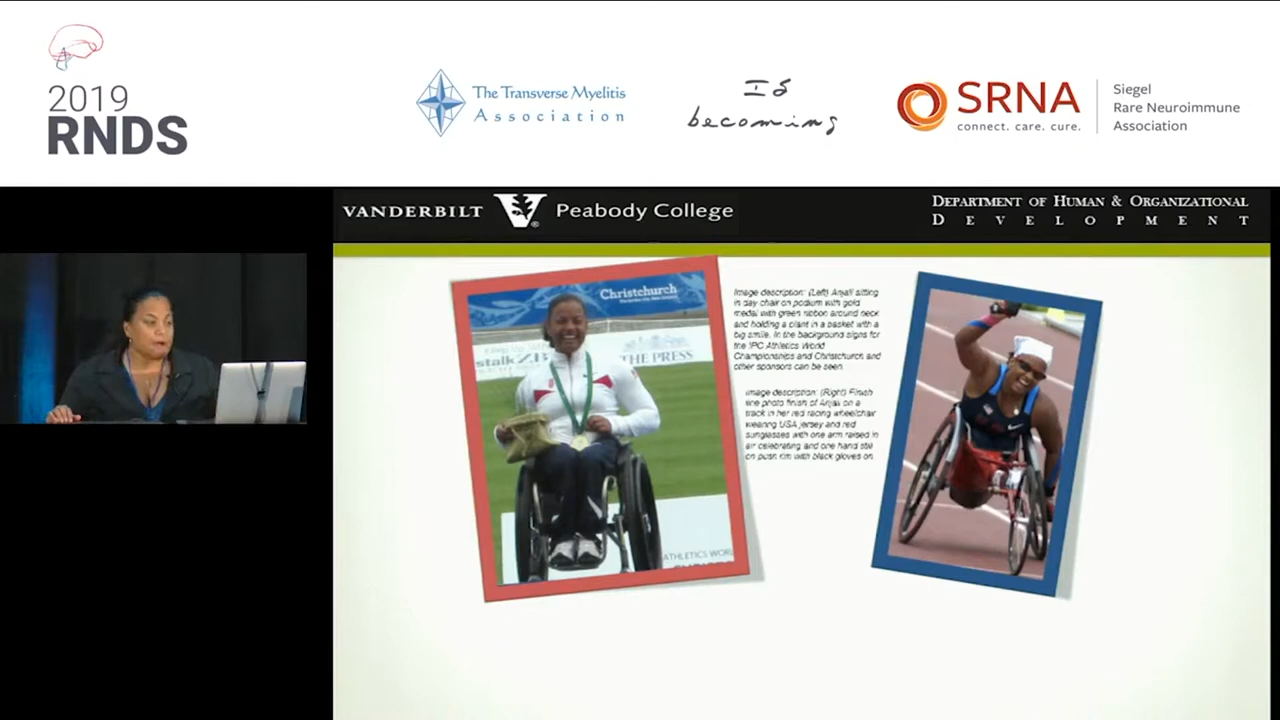 2019
RNDS
The Transverse Myelitis
Association
Is
becoming
SRNA
connect. care. cure.
Siegel
Rare Neuroimmune
Association
VANDERBILT V Peabody College
DEPARTMENT OF HUMAN & ORGANIZATIONAL
DEVELOPMENT
Christchurch
THE PRESS
ATHLETICS WORL
Image description: (Left) Anjali sitting
in day chair on podium with gold
medal with green ribbon around neck
and holding a plant in a basket with a
big smile. In the background signs for
the IPC Athletics World
Championships and Christchurch and
other sponsors can be seen
Image description: (Right) Finish
line photo finish of Anjali on a
track in her red racing wheelchair
wearing USA jersey and red
sunglasses with one arm raised in
air celebrating and one hand still
on push rim with black gloves on